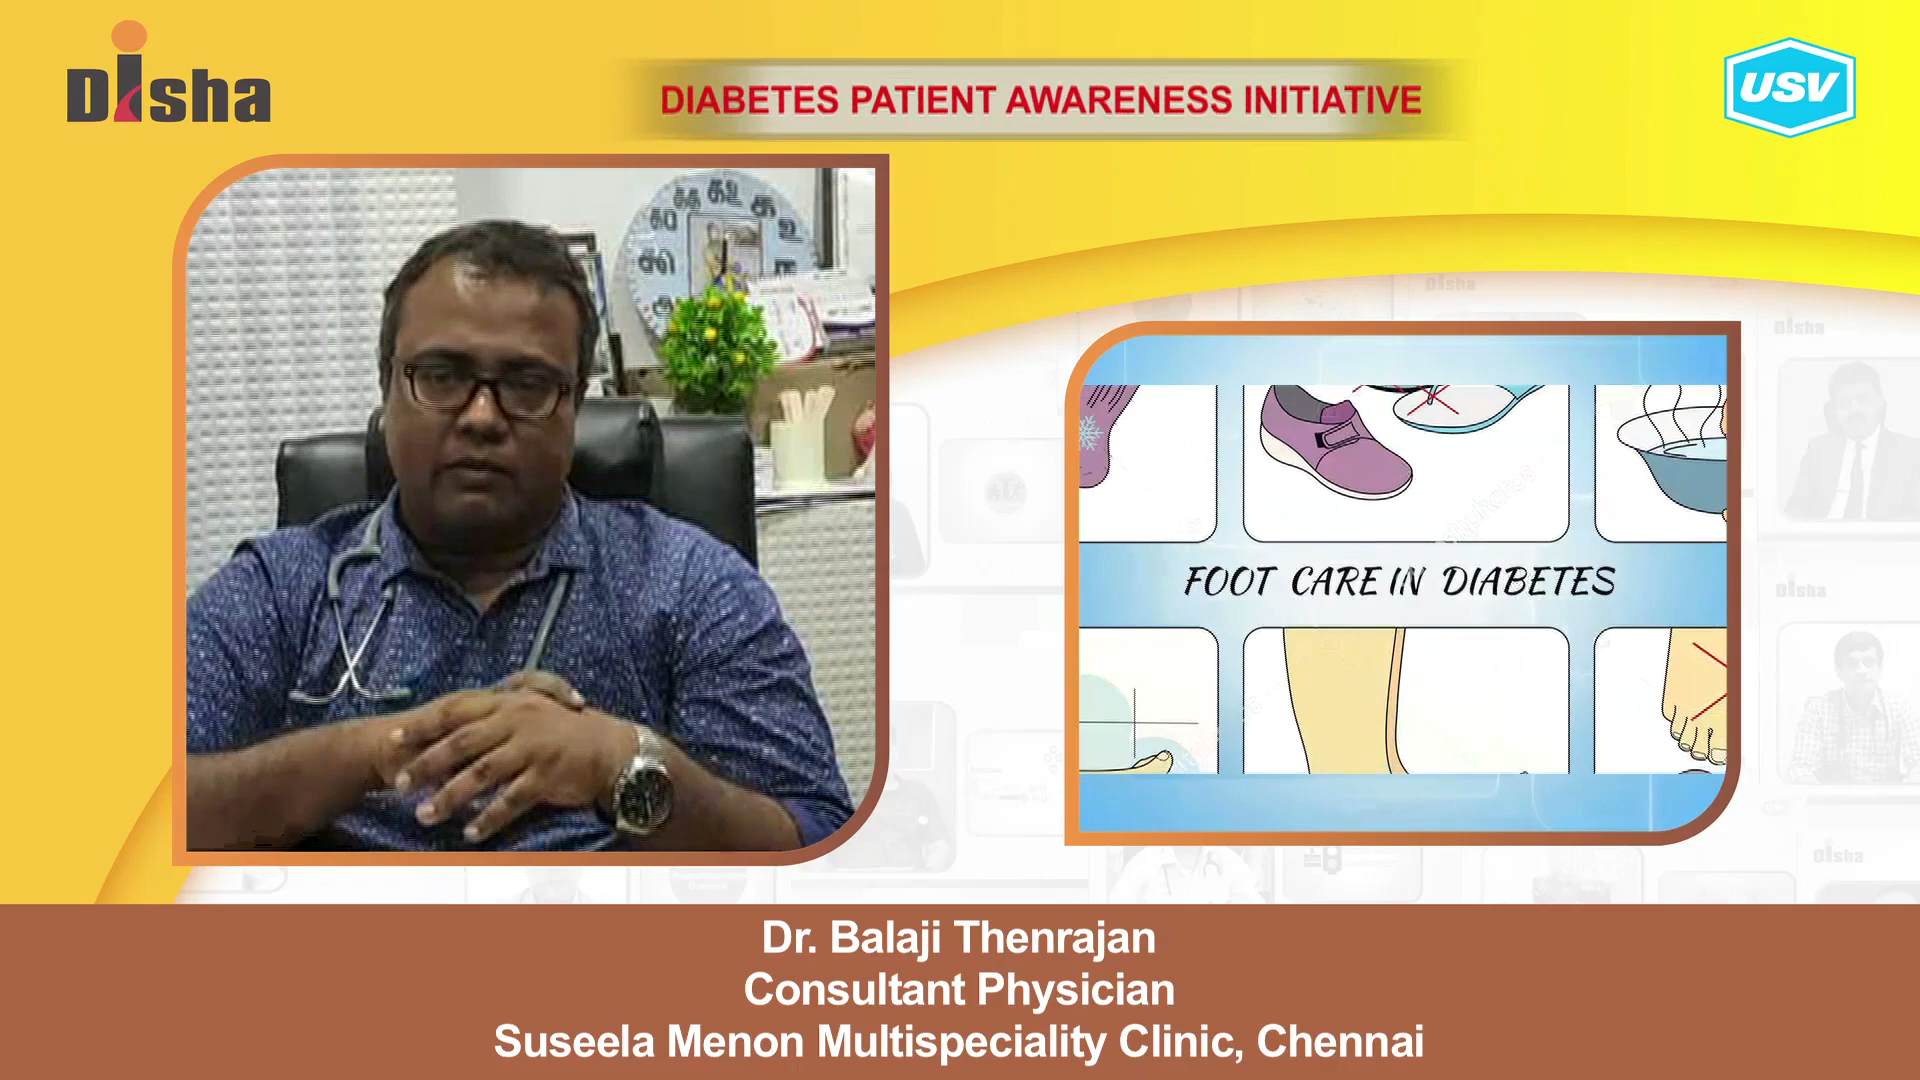 Disha
DIABETES PATIENT AWARENESS INITIATIVE
USV
FOOT CARE IN DIABETES
Dr. Balaji Thenrajan
Consultant Physician
Suseela Menon Multispeciality Clinic, Chennai